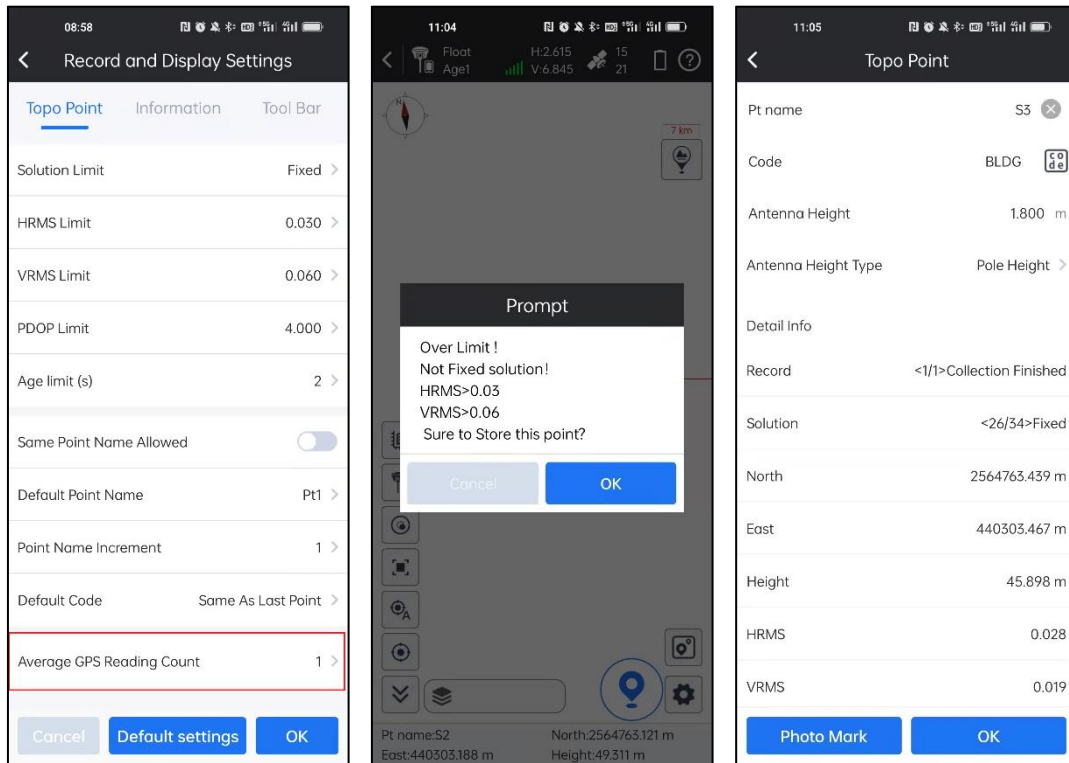 08:58
Record and Display Settings
Topo Point Information Tool Bar
Solution Limit Fixed
HRMS Limit 0.030
VRMS Limit 0.060
PDOP Limit 4.000
Age limit (s) 2
Same Point Name Allowed
Default Point Name Pt1
Point Name Increment 1
Default Code Same As Last Point
Average GPS Reading Count 1
Cancel Default settings OK
11:04
Float H:2.615 15
Age1 V:6.845 21
N
7 km
Prompt
Over Limit !
Not Fixed solution!
HRMS>0.03
VRMS>0.06
Sure to Store this point?
Cancel OK
A
Pt name:S2 North:2564763.121 m
East:440303.188 m Height:49.311 m
11:05
Topo Point
Pt name S3
Code BLDG code
Antenna Height 1.800 m
Antenna Height Type Pole Height
Detail Info
Record <1/1>Collection Finished
Solution <26/34>Fixed
North 2564763.439 m
East 440303.467 m
Height 45.898 m
HRMS 0.028
VRMS 0.019
Photo Mark OK